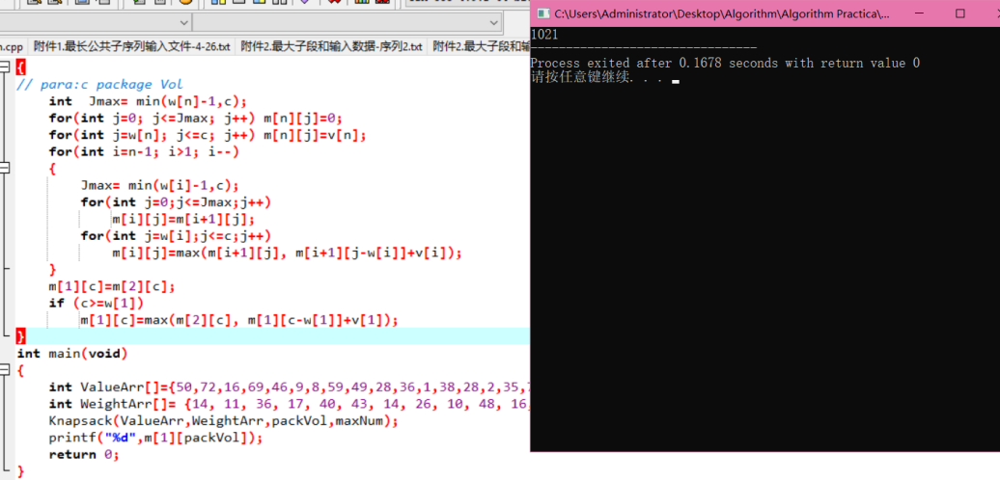 C:\Users\Administrator\Desktop\Algorithm\Algorithm Practica\...
.cpp 附件1.最长公共子序列输入文件-4-26.txt 附件2.最大子段和输入数据-序列2.txt 附件2.最大子段和输
{
// para:c package Vol
int Jmax= min(w[n]-1,c);
for(int j=0; j<=Jmax; j++) m[n][j]=0;
for(int j=w[n]; j<=c; j++) m[n][j]=v[n];
for(int i=n-1; i>1; i--)
{
Jmax= min(w[i]-1,c);
for(int j=0;j<=Jmax;j++)
m[i][j]=m[i+1][j];
for(int j=w[i];j<=c;j++)
m[i][j]=max(m[i+1][j], m[i+1][j-w[i]]+v[i]);
}
m[1][c]=m[2][c];
if (c>=w[1])
m[1][c]=max(m[2][c], m[1][c-w[1]]+v[1]);
}
int main(void)
{
int ValueArr[]={50,72,16,69,46,9,8,59,49,28,36,1,38,28,2,35,
int WeightArr[]= {14, 11, 36, 17, 40, 43, 14, 26, 10, 48, 16,
Knapsack(ValueArr,WeightArr,packVol,maxNum);
printf("%d",m[1][packVol]);
return 0;
}
1021
--------------------------------
Process exited after 0.1678 seconds with return value 0
请按任意键继续. . .